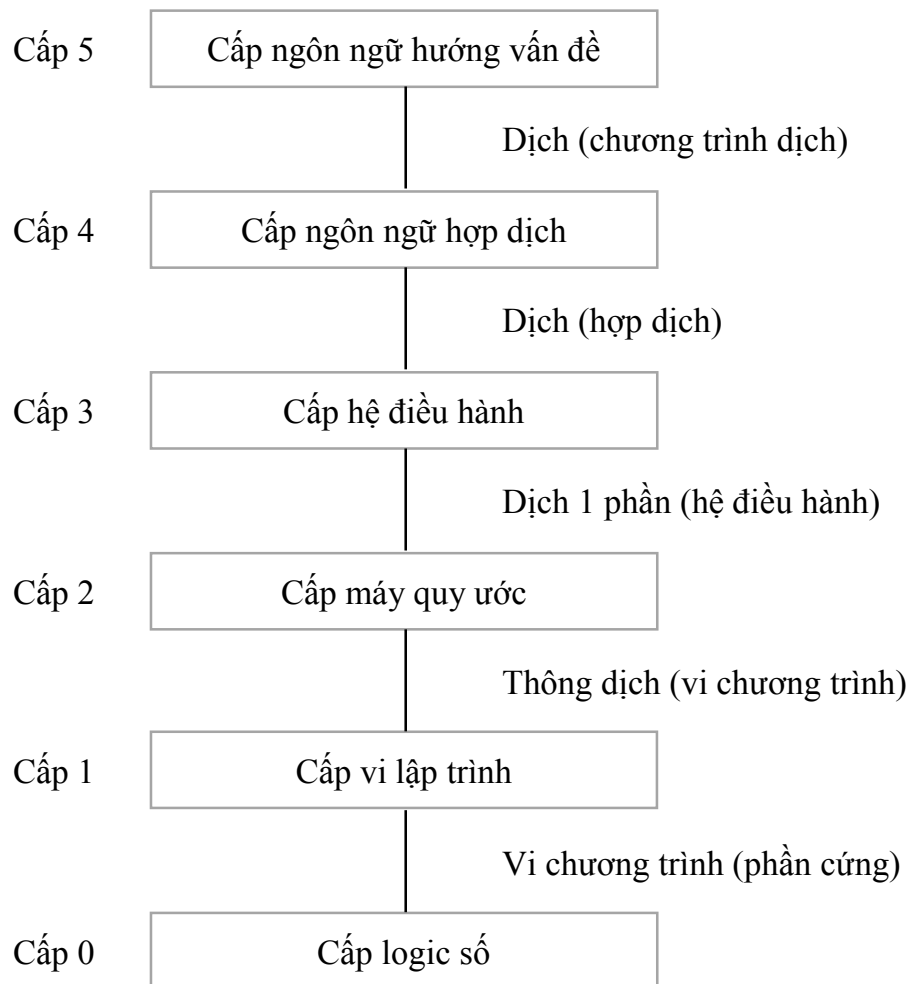 Cấp 5 Cấp ngôn ngữ hướng vấn đề
Dịch (chương trình dịch)
Cấp 4 Cấp ngôn ngữ hợp dịch
Dịch (hợp dịch)
Cấp 3 Cấp hệ điều hành
Dịch 1 phần (hệ điều hành)
Cấp 2 Cấp máy quy ước
Thông dịch (vi chương trình)
Cấp 1 Cấp vi lập trình
Vi chương trình (phần cứng)
Cấp 0 Cấp logic số